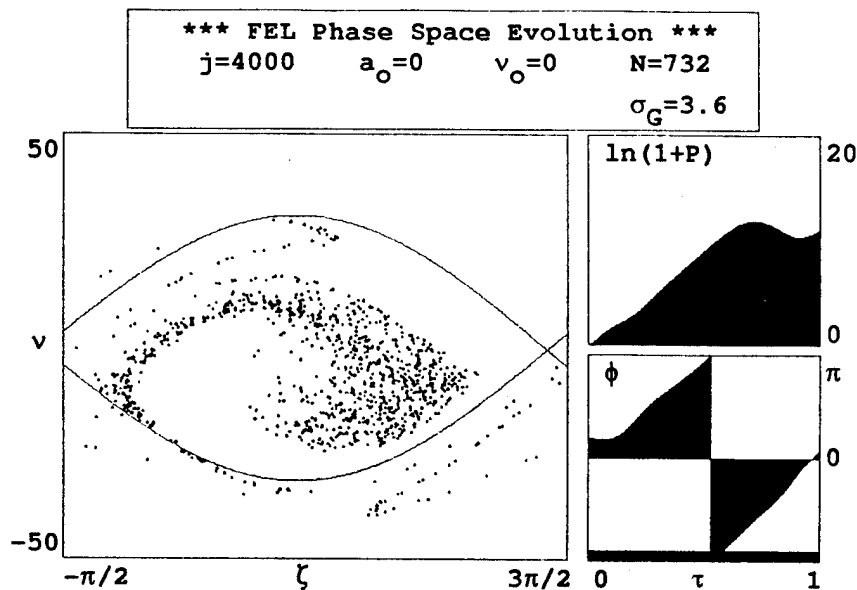 *** FEL Phase Space Evolution ***
j=4000 a₀=0 ν₀=0 N=732
σ_G=3.6
50
ν
-50
-π/2 ζ 3π/2
ln(1+P) 20
0
ϕ π
0
0 τ 1